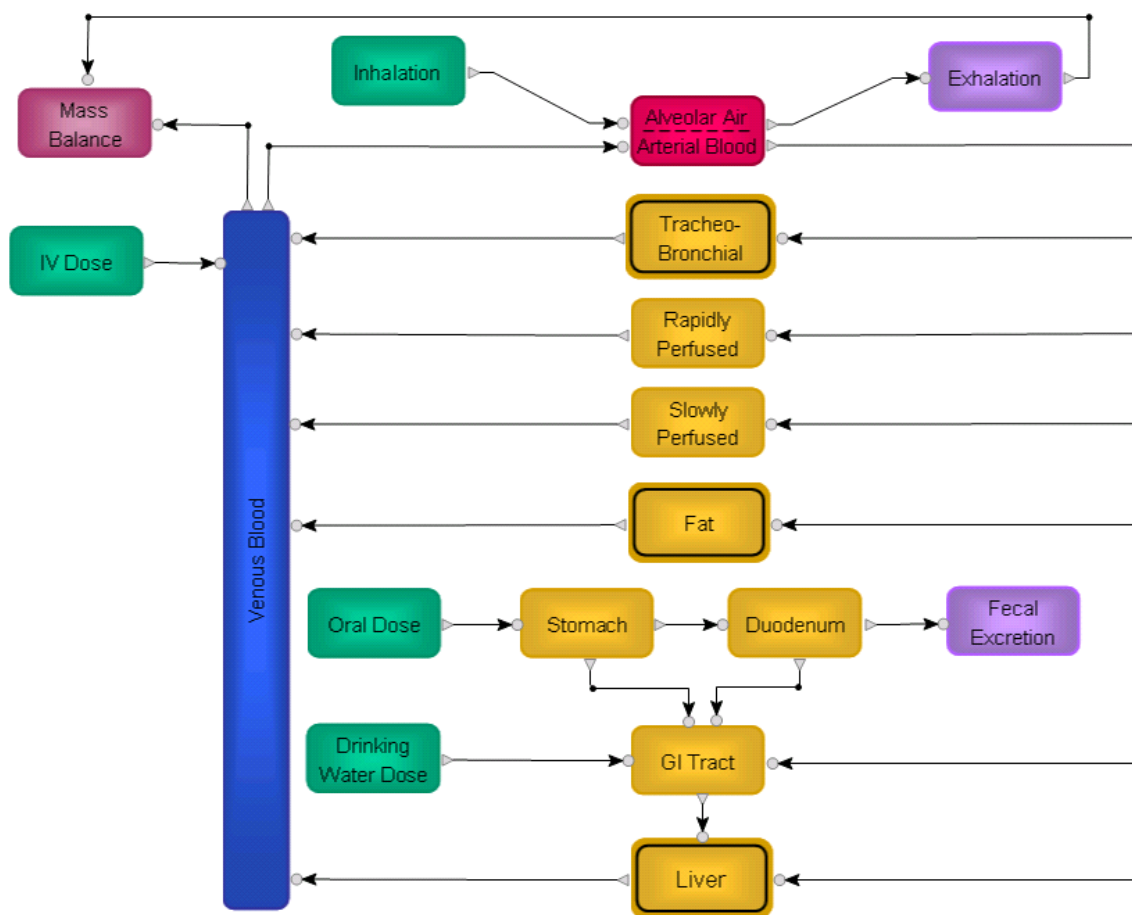 Inhalation
Exhalation
Mass
Balance
Alveolar Air
Arterial Blood
IV Dose
Tracheo-
Bronchial
Rapidly
Perfused
Slowly
Perfused
Venous Blood
Fat
Oral Dose
Stomach
Duodenum
Fecal
Excretion
Drinking
Water Dose
GI Tract
Liver